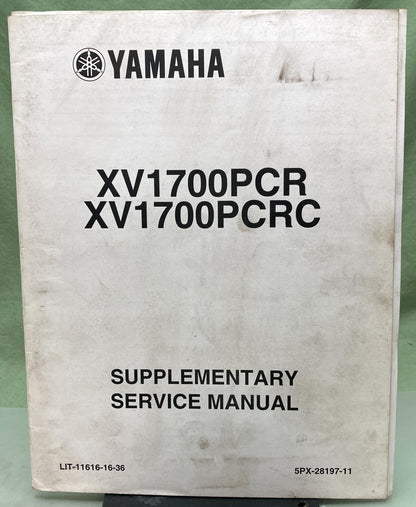 YAMAHA
XV1700PCR
XV1700PCRC
SUPPLEMENTARY
SERVICE MANUAL
LIT-11616-16-36 5PX-28197-11